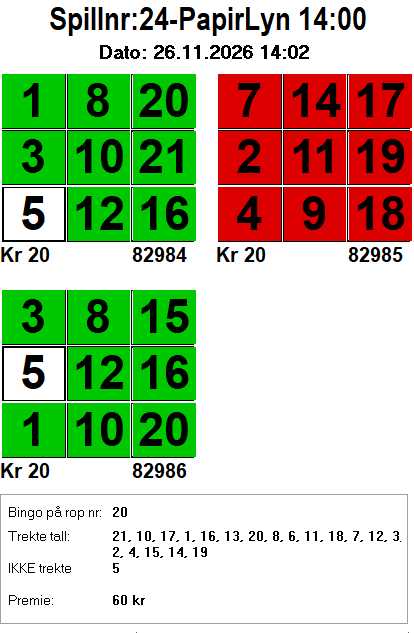 Spillnr:24-PapirLyn 14:00
Dato: 26.11.2026 14:02
1 8 20
3 10 21
5 12 16
Kr 20 82984
7 14 17
2 11 19
4 9 18
Kr 20 82985
3 8 15
5 12 16
1 10 20
Kr 20 82986
Bingo på rop nr: 20
Trekte tall: 21, 10, 17, 1, 16, 13, 20, 8, 6, 11, 18, 7, 12, 3
2, 4, 15, 14, 19
IKKE trekte 5
Premie: 60 kr